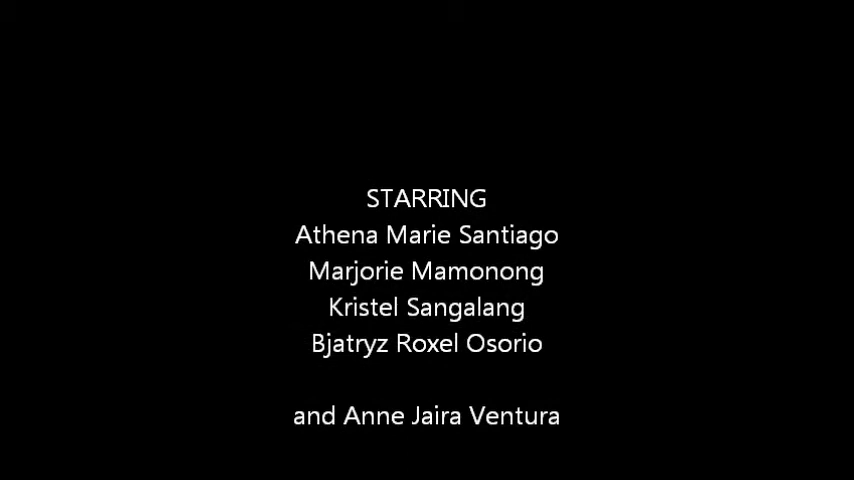 STARRING
Athena Marie Santiago
Marjorie Mamonong
Kristel Sangalang
Bjatryz Roxel Osorio
and Anne Jaira Ventura